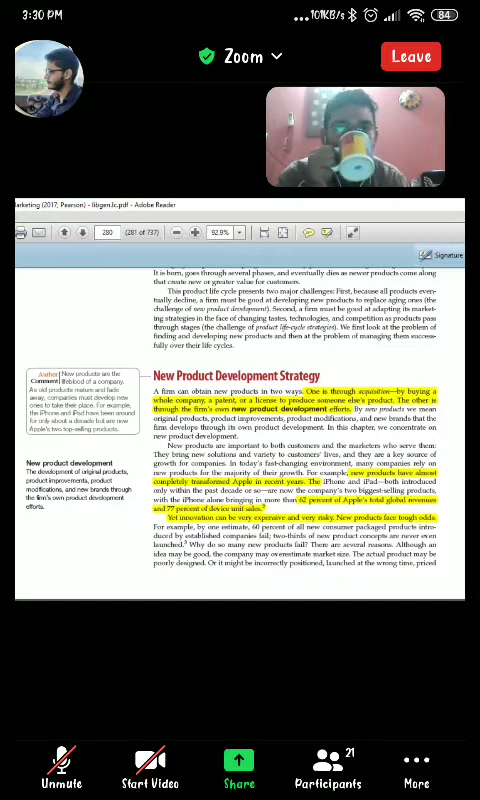 3:30 PM
...101KB/s 84
Zoom
Leave
larketing (2017, Pearson) - libgen.lc.pdf - Adobe Reader
280 (281 of 737) 92.9%
Signature
It is born, goes through several phases, and eventually dies as newer products come along
that create new or greater value for customers.
This product life cycle presents two major challenges: First, because all products even-
tually decline, a firm must be good at developing new products to replace aging ones (the
challenge of new product development). Second, a firm must be good at adapting its market-
ing strategies in the face of changing tastes, technologies, and competition as products pass
through stages (the challenge of product life-cycle strategies). We first look at the problem of
finding and developing new products and then at the problem of managing them success-
fully over their life cycles.
Author Comment
New products are the
lifeblood of a company.
As old products mature and fade
away, companies must develop new
ones to take their place. For example,
the iPhone and iPad have been around
for only about a decade but are now
Apple's two top-selling products.
New Product Development Strategy
A firm can obtain new products in two ways. One is through acquisition—by buying a
whole company, a patent, or a license to produce someone else's product. The other is
through the firm's own new product development efforts. By new products we mean
original products, product improvements, product modifications, and new brands that the
firm develops through its own product development. In this chapter, we concentrate on
new product development.
New product development
The development of original products,
product improvements, product
modifications, and new brands through
the firm's own product development
efforts.
New products are important to both customers and the marketers who serve them:
They bring new solutions and variety to customers' lives, and they are a key source of
growth for companies. In today's fast-changing environment, many companies rely on
new products for the majority of their growth. For example, new products have almost
completely transformed Apple in recent years. The iPhone and iPad—both introduced
only within the past decade or so—are now the company's two biggest-selling products,
with the iPhone alone bringing in more than 62 percent of Apple's total global revenues
and 77 percent of device unit sales.²
Yet innovation can be very expensive and very risky. New products face tough odds.
For example, by one estimate, 60 percent of all new consumer packaged products intro-
duced by established companies fail; two-thirds of new product concepts are never even
launched.³ Why do so many new products fail? There are several reasons. Although an
idea may be good, the company may overestimate market size. The actual product may be
poorly designed. Or it might be incorrectly positioned, launched at the wrong time, priced
Unmute
Start Video
Share
21
Participants
More